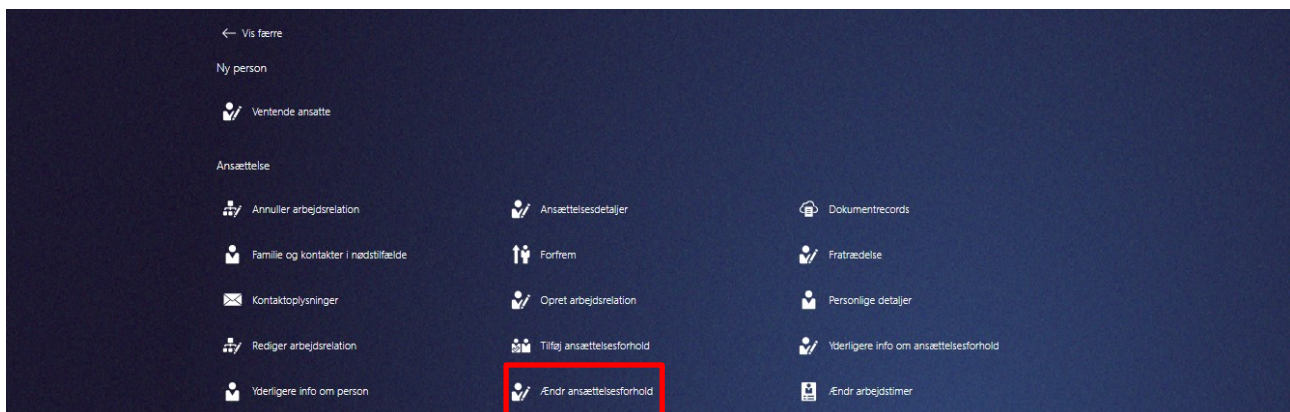 ← Vis færre
Ny person
Ventende ansatte
Ansættelse
Annuller arbejdsrelation
Ansættelsesdetaljer
Dokumentrecords
Familie og kontakter i nødstilfælde
Forfrem
Fratrædelse
Kontaktoplysninger
Opret arbejdsrelation
Personlige detaljer
Rediger arbejdsrelation
Tilføj ansættelsesforhold
Yderligere info om ansættelsesforhold
Yderligere info om person
Ændr ansættelsesforhold
Ændr arbejdstimer